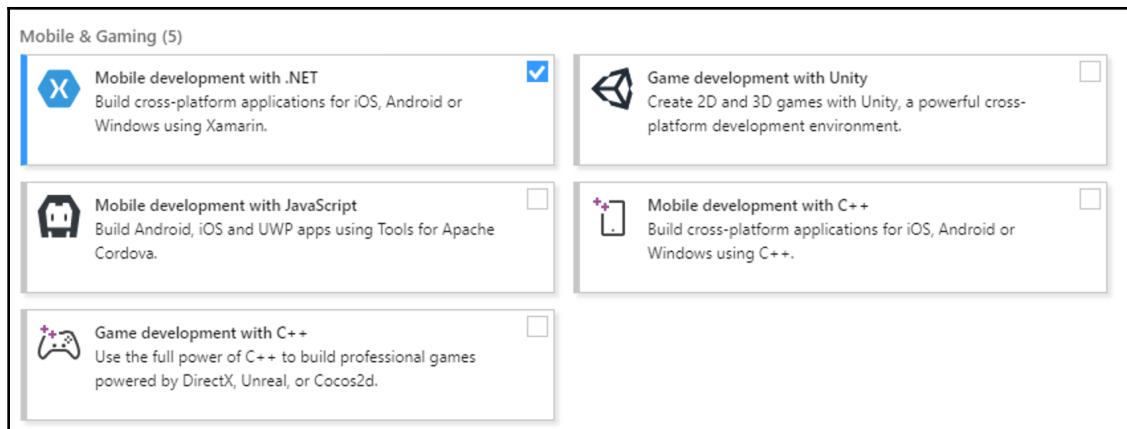 Mobile & Gaming (5)
Mobile development with .NET
Build cross-platform applications for iOS, Android or
Windows using Xamarin.
Game development with Unity
Create 2D and 3D games with Unity, a powerful cross-
platform development environment.
Mobile development with JavaScript
Build Android, iOS and UWP apps using Tools for Apache
Cordova.
Mobile development with C++
Build cross-platform applications for iOS, Android or
Windows using C++.
Game development with C++
Use the full power of C++ to build professional games
powered by DirectX, Unreal, or Cocos2d.